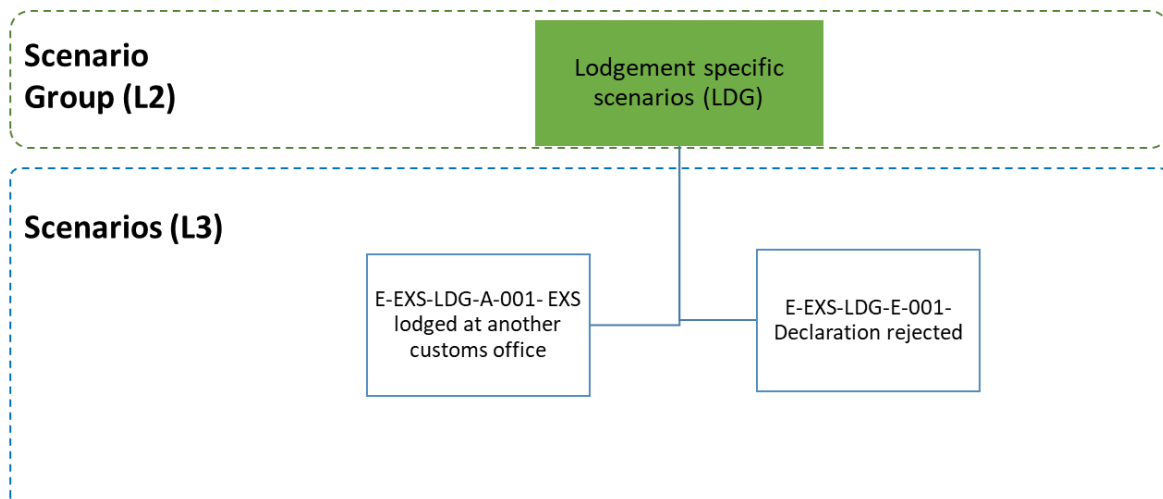 Scenario
Group (L2)
Lodgement specific
scenarios (LDG)
Scenarios (L3)
E-EXS-LDG-A-001- EXS
lodged at another
customs office
E-EXS-LDG-E-001-
Declaration rejected